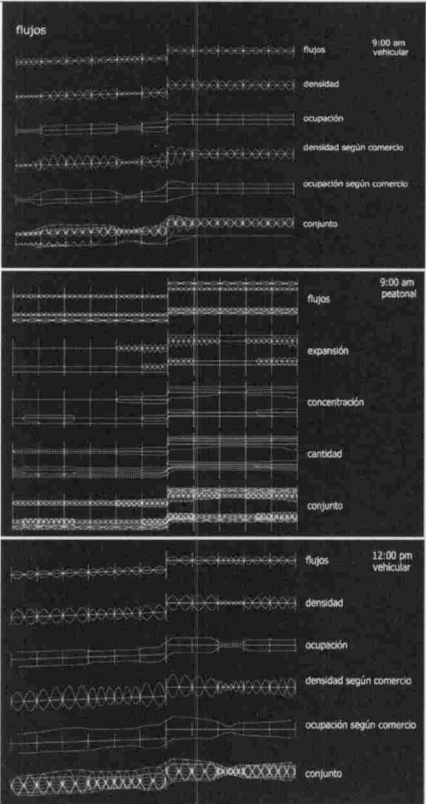 flujos
9:00 am
vehicular
flujos
densidad
ocupación
densidad según comercio
ocupación según comercio
conjunto
9:00 am
peatonal
flujos
expansión
concentración
cantidad
conjunto
12:00 pm
vehicular
flujos
densidad
ocupación
densidad según comercio
ocupación según comercio
conjunto